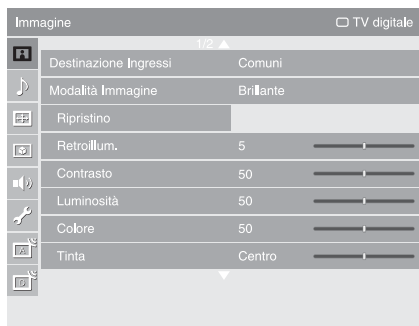 Immagine TV digitale
1/2
Destinazione Ingressi Comuni
Modalità Immagine Brillante
Ripristino
Retroillum. 5
Contrasto 50
Luminosità 50
Colore 50
Tinta Centro
A
D